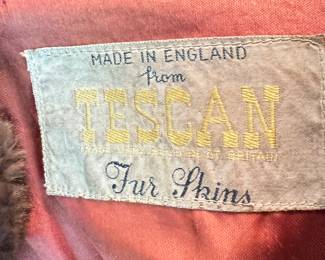 MADE IN ENGLAND
from
TESCAN
Fur Skins